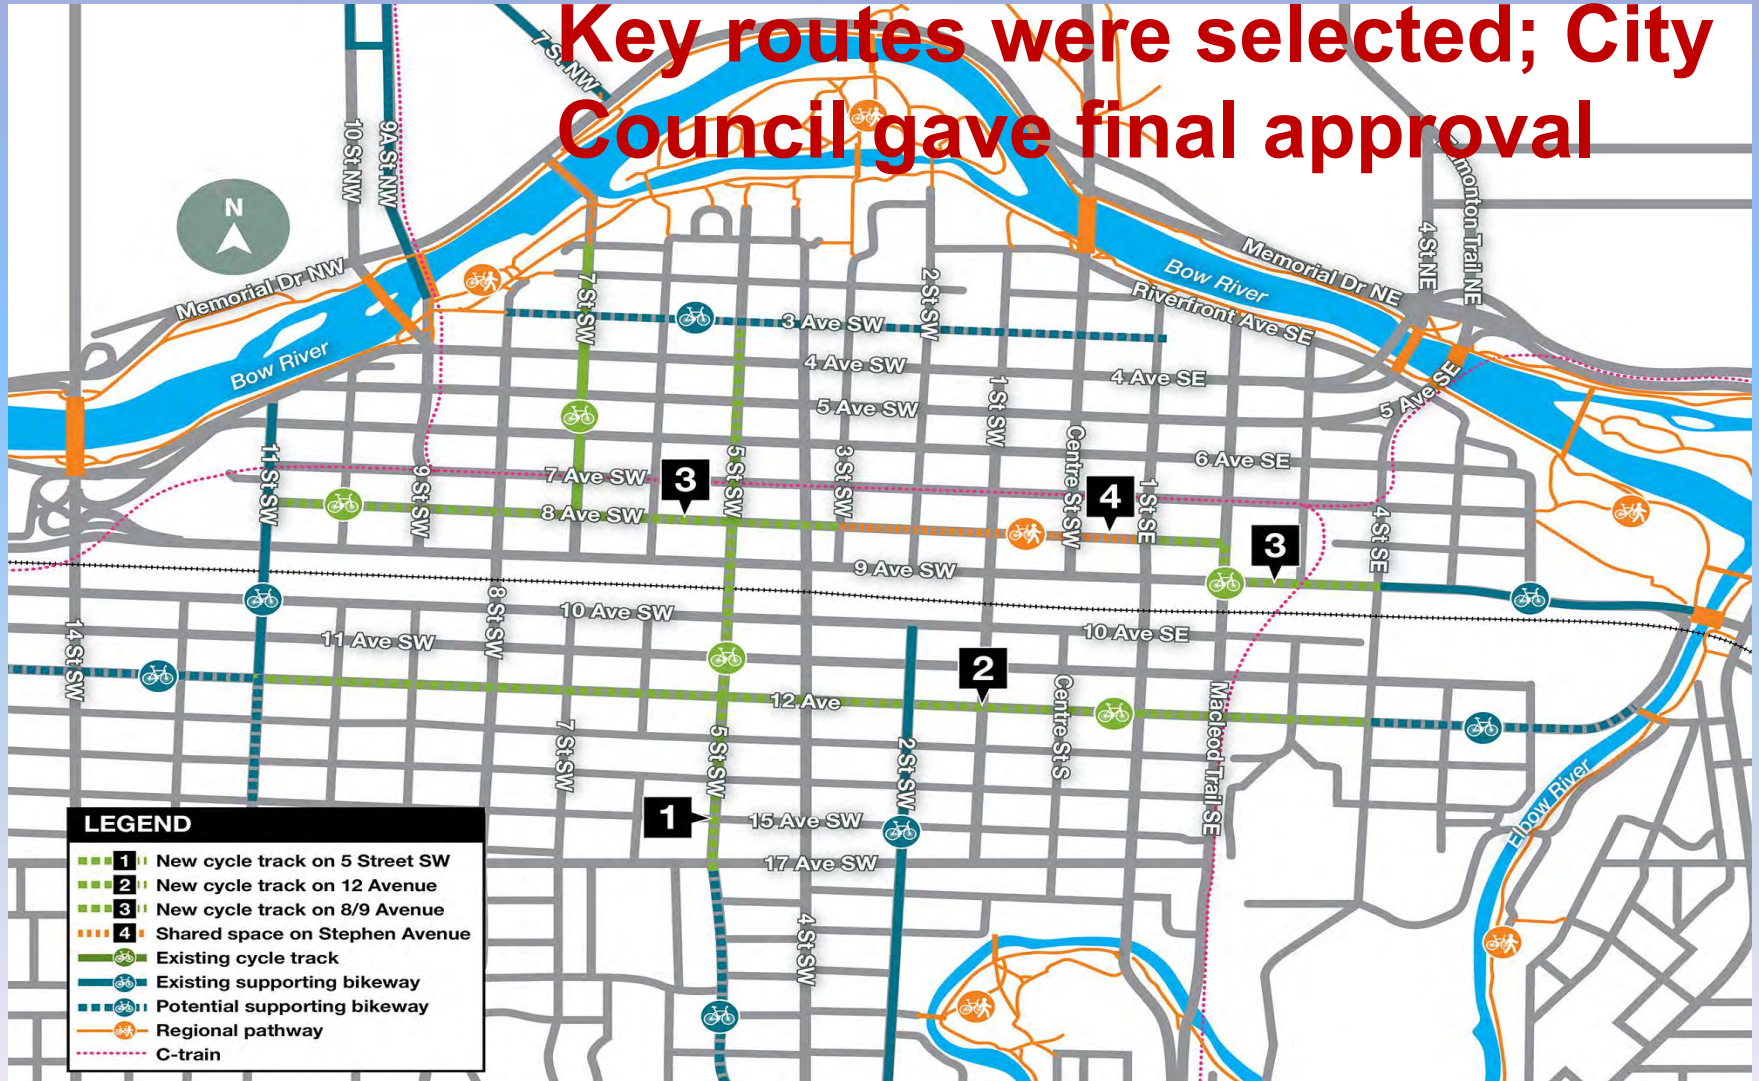 Key routes were selected; City
Council gave final approval
7 St NW
10 St NW
9A St NW
N
Memorial Dr NW
Bow River
7 St SW
3 Ave SW
2 St SW
4 Ave SW
5 Ave SW
1 St SW
4 Ave SE
5 Ave SE
Bow River
Riverfront Ave SE
Memorial Dr NE
4 St NE
monton Trail NE
11 St SW
9 St SW
7 Ave SW
3
5 St SW
3 St SW
Centre St SW
4
1 St SE
6 Ave SE
8 Ave SW
3
4 St SE
9 Ave SW
14 St SW
11 Ave SW
8 St SW
10 Ave SW
10 Ave SE
2
12 Ave
7 St SW
5 St SW
2 St SW
Centre St S
Macleod Trail SE
1
15 Ave SW
17 Ave SW
4 St SW
Elbow River
LEGEND
1 New cycle track on 5 Street SW
2 New cycle track on 12 Avenue
3 New cycle track on 8/9 Avenue
4 Shared space on Stephen Avenue
Existing cycle track
Existing supporting bikeway
Potential supporting bikeway
Regional pathway
C-train